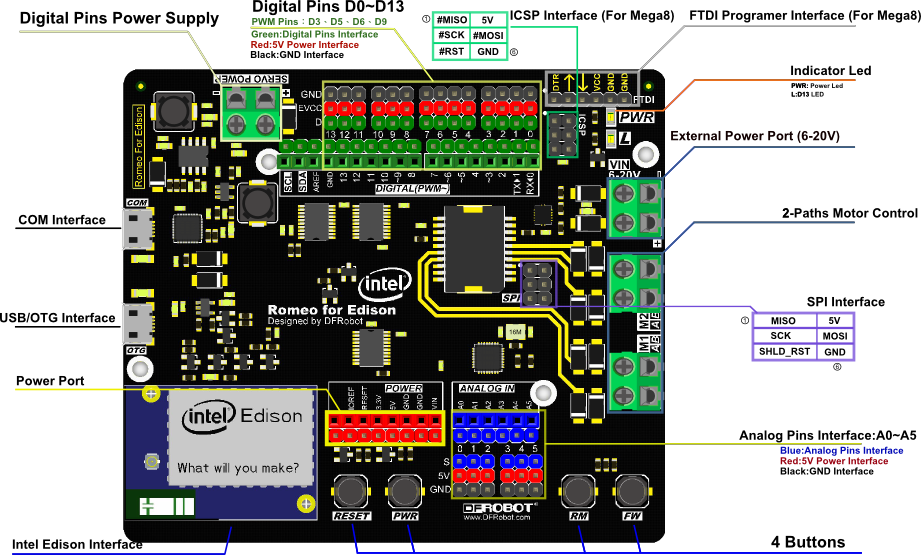 Digital Pins Power Supply
Digital Pins D0~D13
PWM Pins：D3、D5、D6、D9
Green:Digital Pins Interface
Red:5V Power Interface
Black:GND Interface
①
#MISO 5V
#SCK #MOSI
#RST GND
⑥
ICSP Interface (For Mega8)
FTDI Programer Interface (For Mega8)
Indicator Led
PWR: Power Led
L:D13 LED
External Power Port (6-20V)
2-Paths Motor Control
SPI Interface
①
MISO 5V
SCK MOSI
SHLD_RST GND
⑥
Analog Pins Interface:A0~A5
Blue:Analog Pins Interface
Red:5V Power Interface
Black:GND Interface
4 Buttons
COM Interface
USB/OTG Interface
Power Port
Intel Edison Interface
SERVO POWER
- +
GND
EVCC
D
13 12 11 10 9 8 7 6 5 4 3 2 1 0
SCL SDA AREF GND 13 12 11 10 9 8 7 6 5 4 ~3 2 TX▸1 RX◂0
DIGITAL(PWM~)
DTR VCC GND GND
FTDI
ICSP
PWR
L
VIN
6-20V
+
Romeo For Edison
COM
OTG
intel
Romeo for Edison
Designed by DFRobot
SPI
16M
M2
M1
POWER
IOREF RESET 3.3V 5V GND GND VIN
ANALOG IN
A0 A1 A2 A3 A4 A5
0 1 2 3 4 5
S
5V
GND
intel Edison
What will you make?
RESET
PWR
DFROBOT
www.DFRobot.com
RM
FW